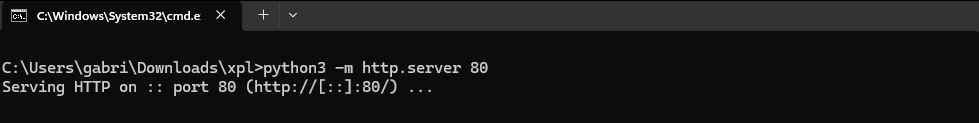 C:\Windows\System32\cmd.e
C:\Users\gabri\Downloads\xpl>python3 -m http.server 80
Serving HTTP on :: port 80 (http://[::]:80/) ...